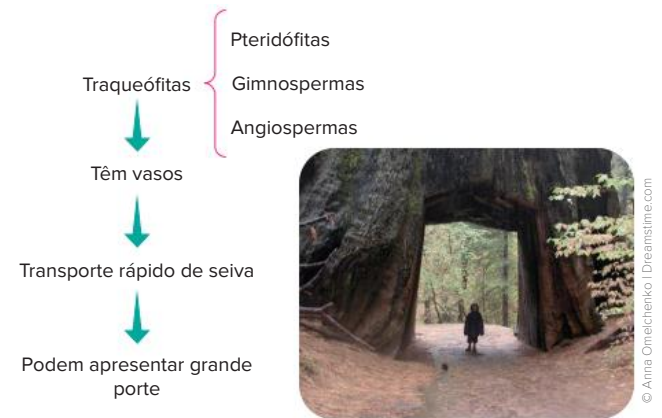 Traqueófitas
Pteridófitas
Gimnospermas
Angiospermas
Têm vasos
Transporte rápido de seiva
Podem apresentar grande
porte
© Anna Omelchenko | Dreamstime.com